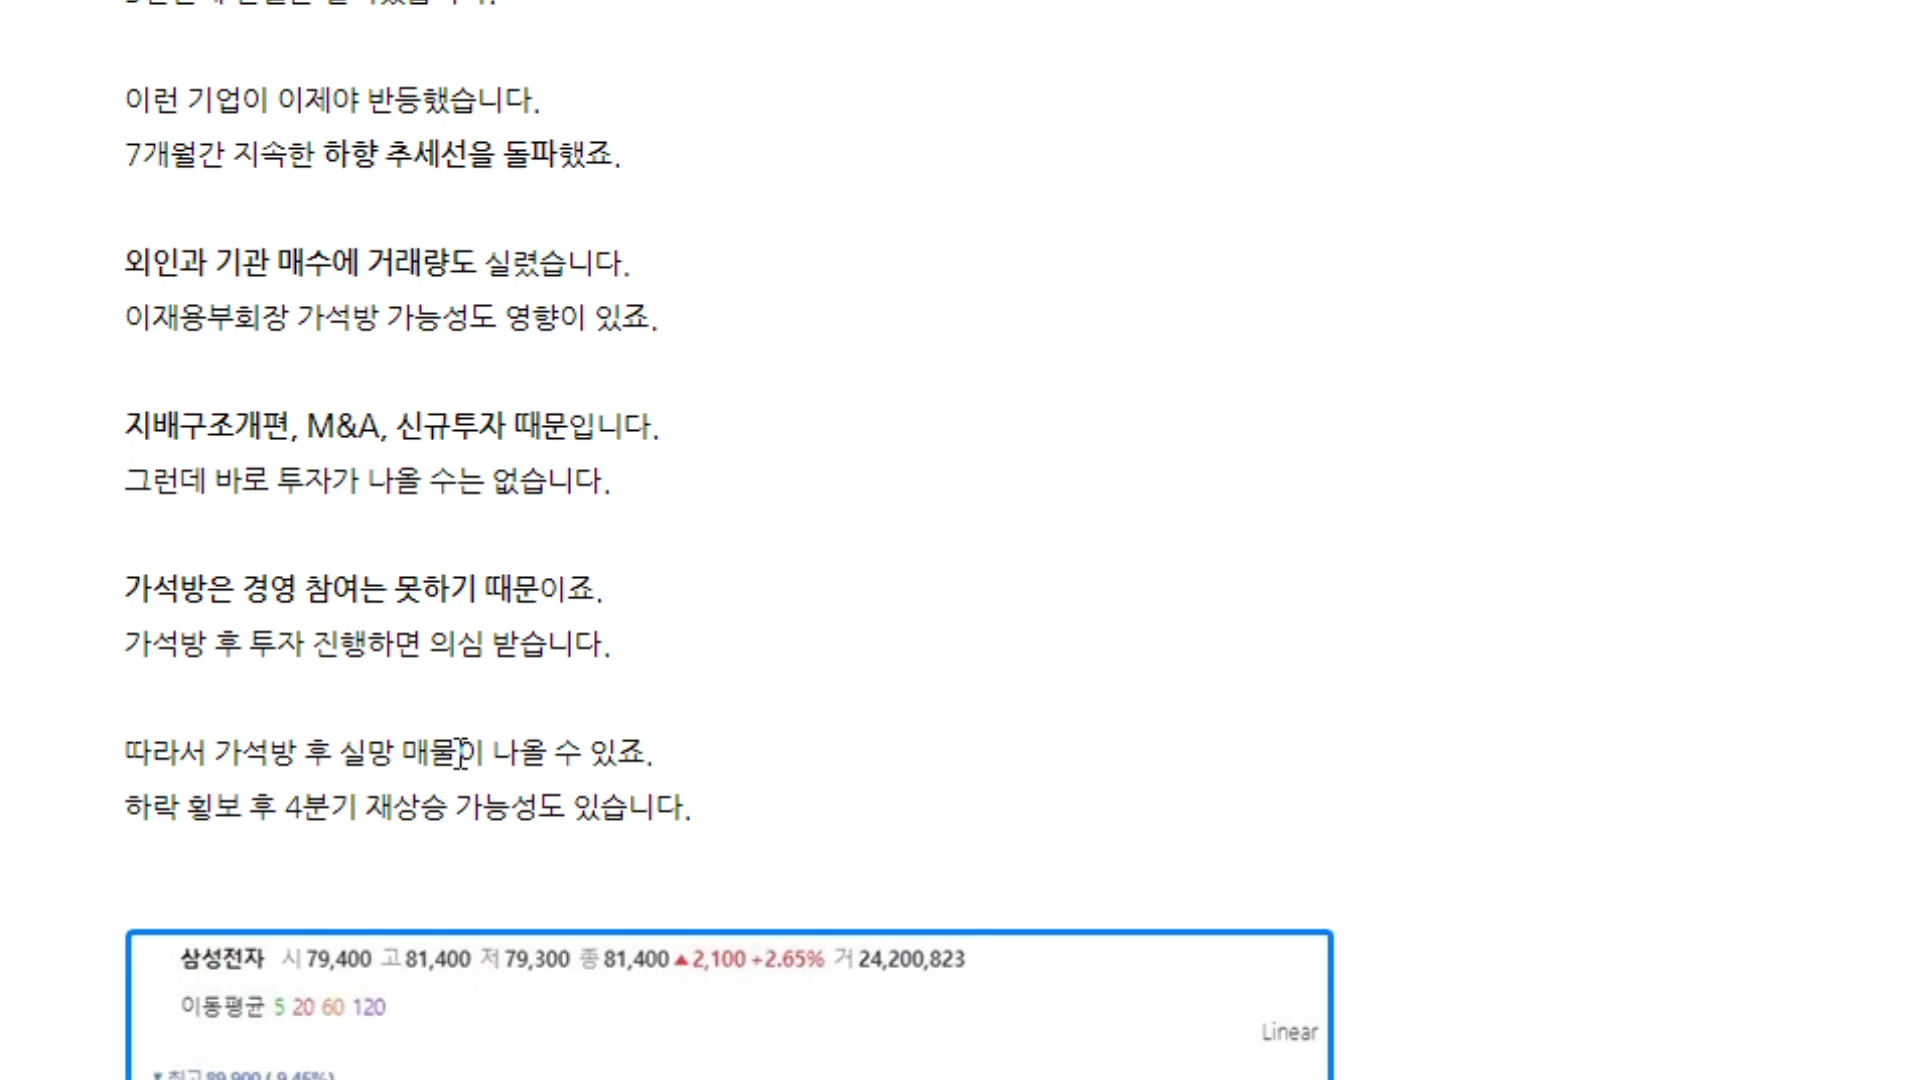 이런 기업이 이제야 반등했습니다.
7개월간 지속한 하향 추세선을 돌파했죠.
외인과 기관 매수에 거래량도 실렸습니다.
이재용부회장 가석방 가능성도 영향이 있죠.
지배구조개편, M&A, 신규투자 때문입니다.
그런데 바로 투자가 나올 수는 없습니다.
가석방은 경영 참여는 못하기 때문이죠.
가석방 후 투자 진행하면 의심 받습니다.
따라서 가석방 후 실망 매물이 나올 수 있죠.
하락 횡보 후 4분기 재상승 가능성도 있습니다.
삼성전자 시 79,400 고 81,400 저 79,300 종 81,400 ▲2,100 +2.65% 거 24,200,823
이동평균 5 20 60 120
Linear